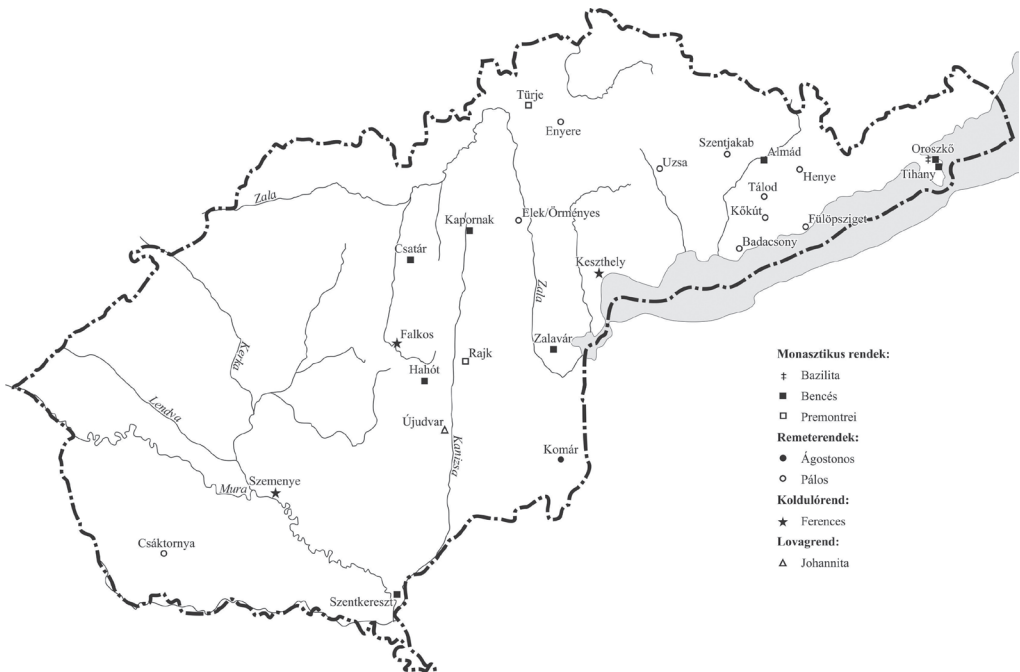 Türje
Enyere
Szentjakab
Almád
Oroszkő
Uzsa
Henye
Tihany
Zala
Tálod
Kapornak
Elek/Örményes
Kőkút
Fülöpsziget
Csatár
Badacsony
Keszthely
Zala
Falkos
Zalavár
Kerka
Rajk
Hahót
Lendva
Újudvar
Kanizsa
Komár
Szemenye
Mura
Csáktornya
Szentkereszt
Monasztikus rendek:
Bazilita
Bencés
Premontrei
Remeterendek:
Ágostonos
Pálos
Koldulórend:
Ferences
Lovagrend:
Johannita